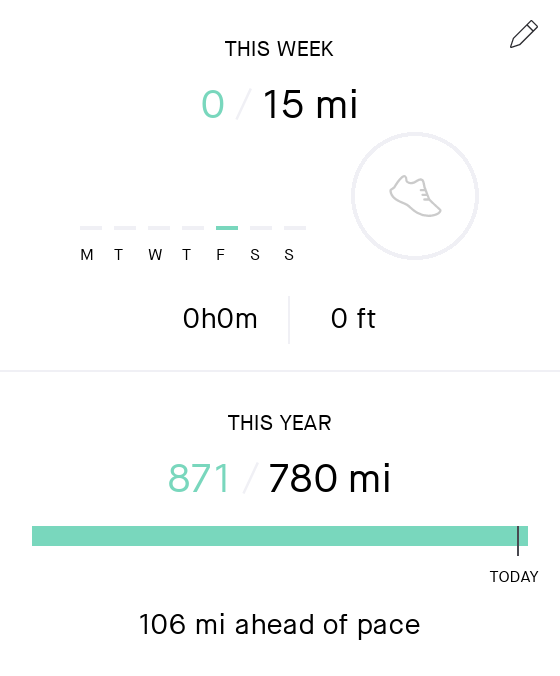 THIS WEEK
0 / 15 mi
M T W T F S S
0h0m 0 ft
THIS YEAR
871 / 780 mi
TODAY
106 mi ahead of pace